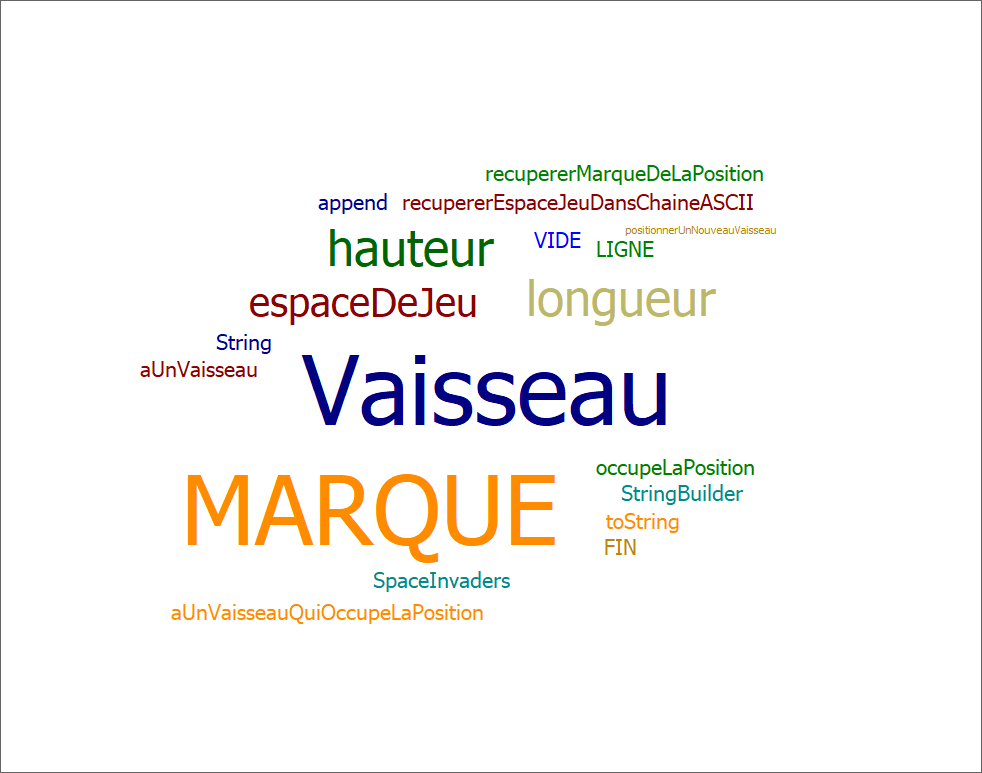 recupererMarqueDeLaPosition
append recupererEspaceJeuDansChaineASCII
positionnerUnNouveauVaisseau
hauteur VIDE LIGNE
espaceDeJeu longueur
String
aUnVaisseau Vaisseau
occupeLaPosition
StringBuilder
MARQUE toString
FIN
SpaceInvaders
aUnVaisseauQuiOccupeLaPosition